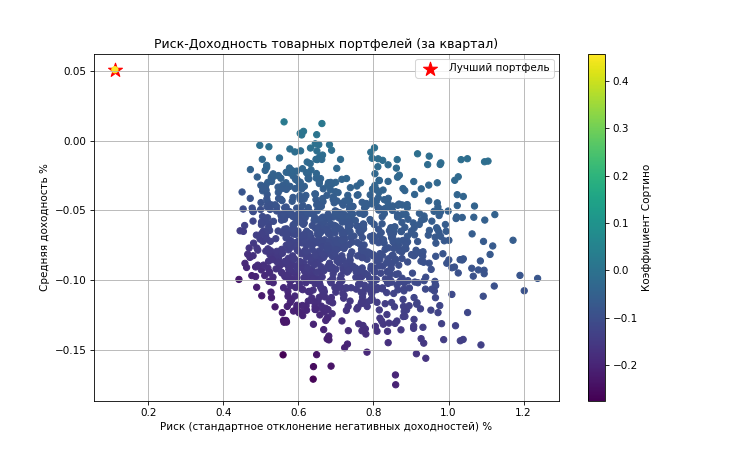 Риск-Доходность товарных портфелей (за квартал)
Лучший портфель
Средняя доходность %
0.05
0.00
−0.05
−0.10
−0.15
0.2 0.4 0.6 0.8 1.0 1.2
Риск (стандартное отклонение негативных доходностей) %
0.4
0.3
0.2
0.1
0.0
−0.1
−0.2
Коэффициент Сортино